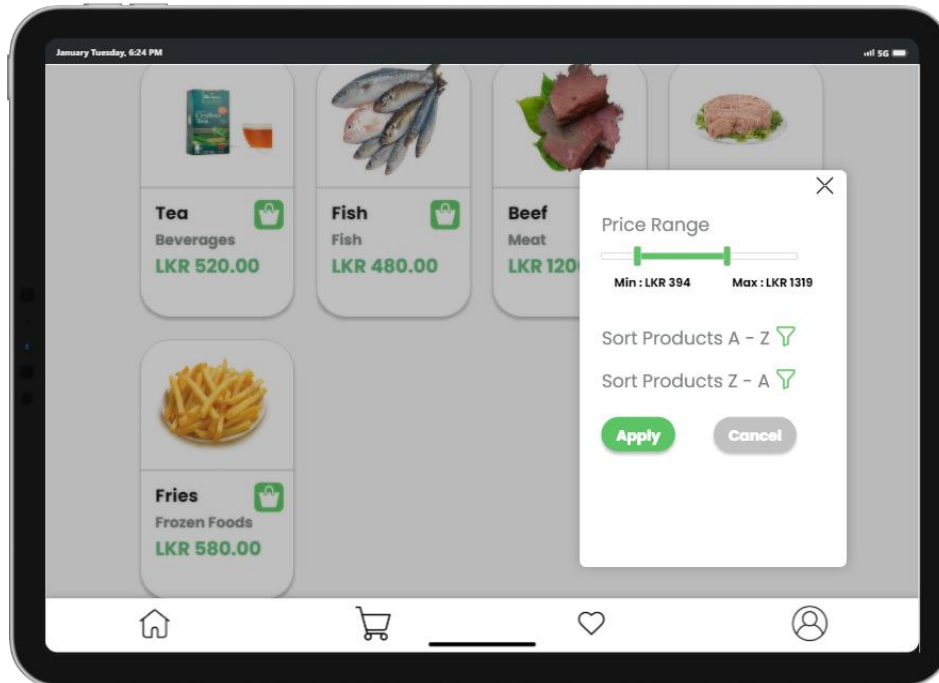 January Tuesday, 6:24 PM
5G
Ceylon
Tea
Tea
Beverages
LKR 520.00
Fish
Fish
LKR 480.00
Beef
Meat
LKR 120
Price Range
Min : LKR 394 Max : LKR 1319
Sort Products A - Z
Sort Products Z - A
Apply Cancel
Fries
Frozen Foods
LKR 580.00